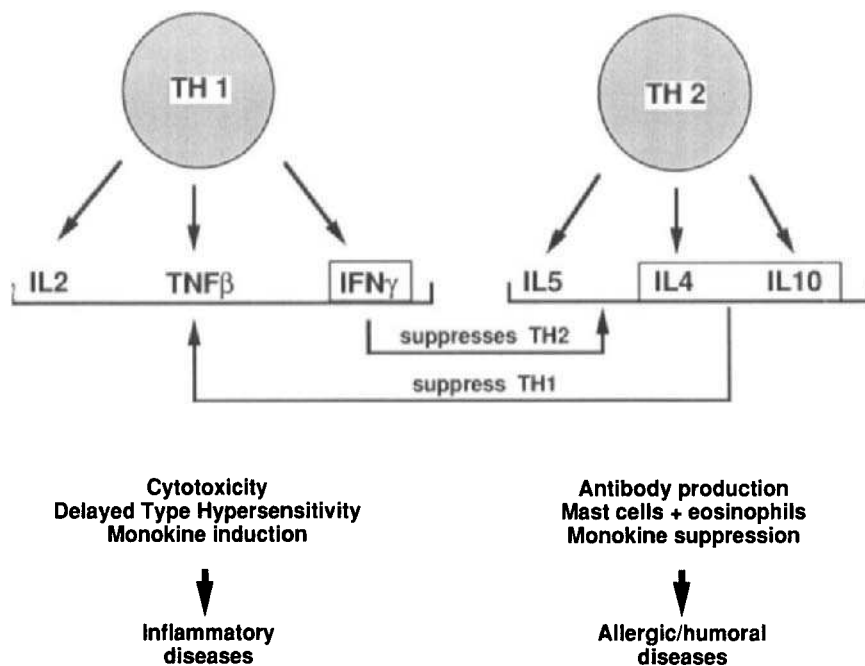 TH 1
TH 2
IL2 TNFβ IFNγ
IL5 IL4 IL10
suppresses TH2
suppress TH1
Cytotoxicity
Delayed Type Hypersensitivity
Monokine induction
Antibody production
Mast cells + eosinophils
Monokine suppression
Inflammatory
diseases
Allergic/humoral
diseases